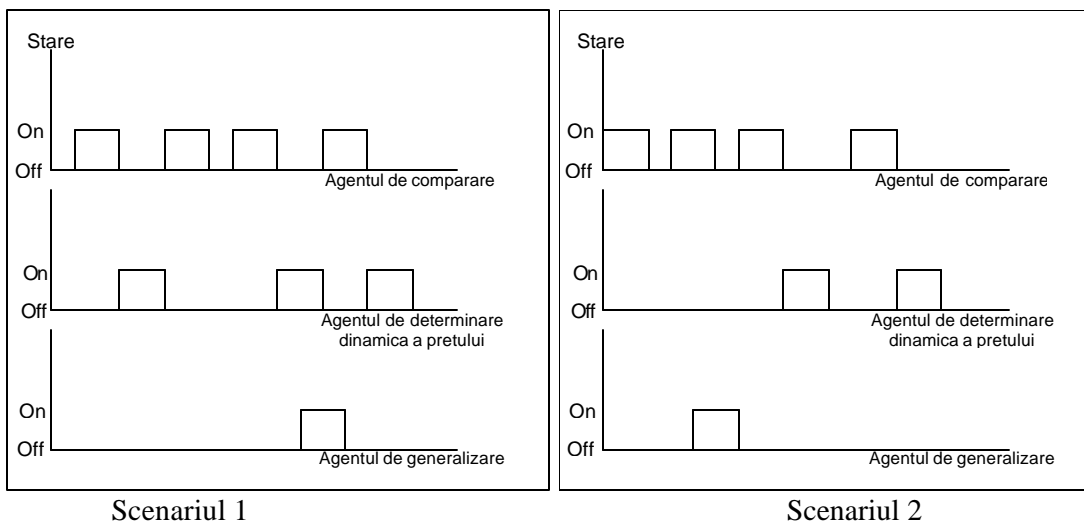 Stare
On
Off
Agentul de comparare
On
Off
Agentul de determinare
dinamica a pretului
On
Off
Agentul de generalizare
Stare
On
Off
Agentul de comparare
On
Off
Agentul de determinare
dinamica a pretului
On
Off
Agentul de generalizare
Scenariul 1
Scenariul 2